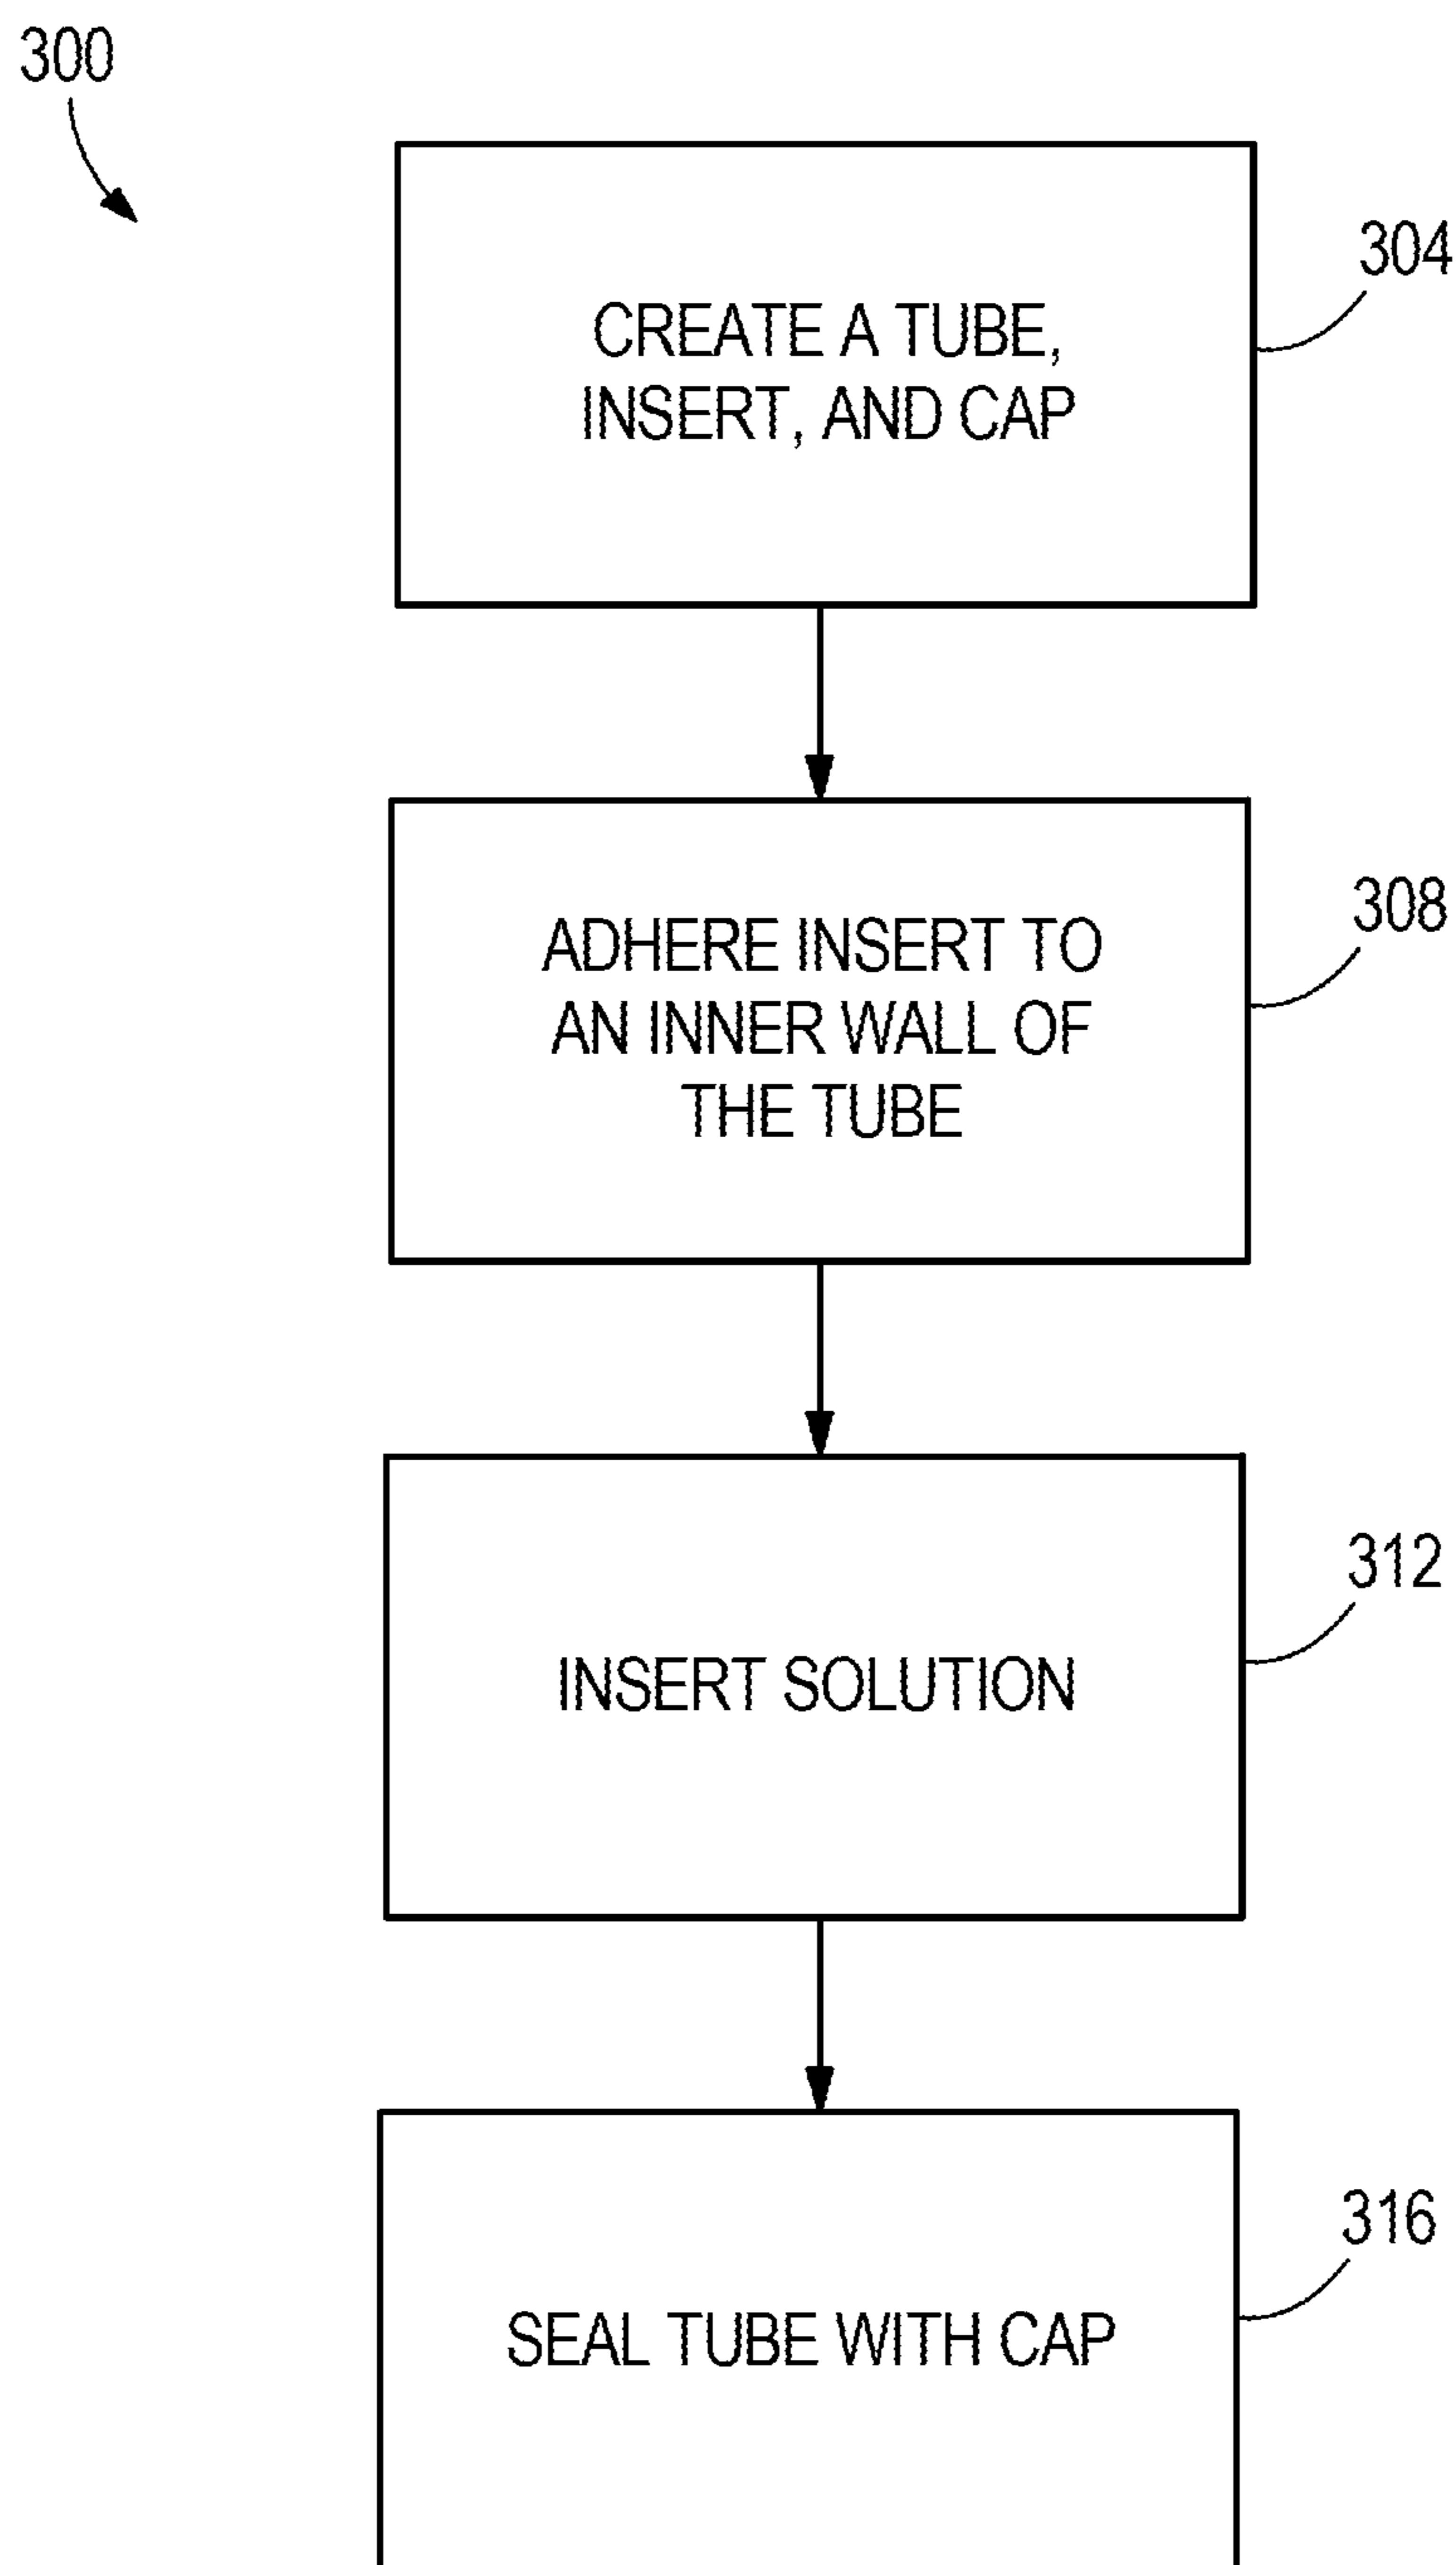 300
CREATE A TUBE,
INSERT, AND CAP
304
ADHERE INSERT TO
AN INNER WALL OF
THE TUBE
308
INSERT SOLUTION
312
SEAL TUBE WITH CAP
316